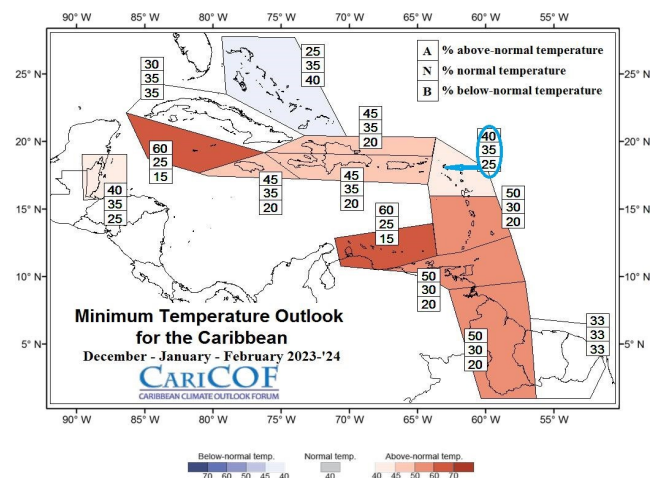 90° W 85° W 80° W 75° W 70° W 65° W 60° W 55° W
A % above-normal temperature
N % normal temperature
B % below-normal temperature
25° N
20° N
15° N
10° N
5° N
25° N
20° N
15° N
10° N
5° N
30
35
35
25
35
40
45
35
20
40
35
25
60
25
15
40
35
25
45
35
20
45
35
20
50
30
20
60
25
15
50
30
20
50
30
20
33
33
33
Minimum Temperature Outlook
for the Caribbean
December - January - February 2023-'24
CARICOF
CARIBBEAN CLIMATE OUTLOOK FORUM
90° W 85° W 80° W 75° W 70° W 65° W 60° W 55° W
Below-normal temp. Normal temp. Above-normal temp.
70 60 50 45 40 40 40 45 50 60 70